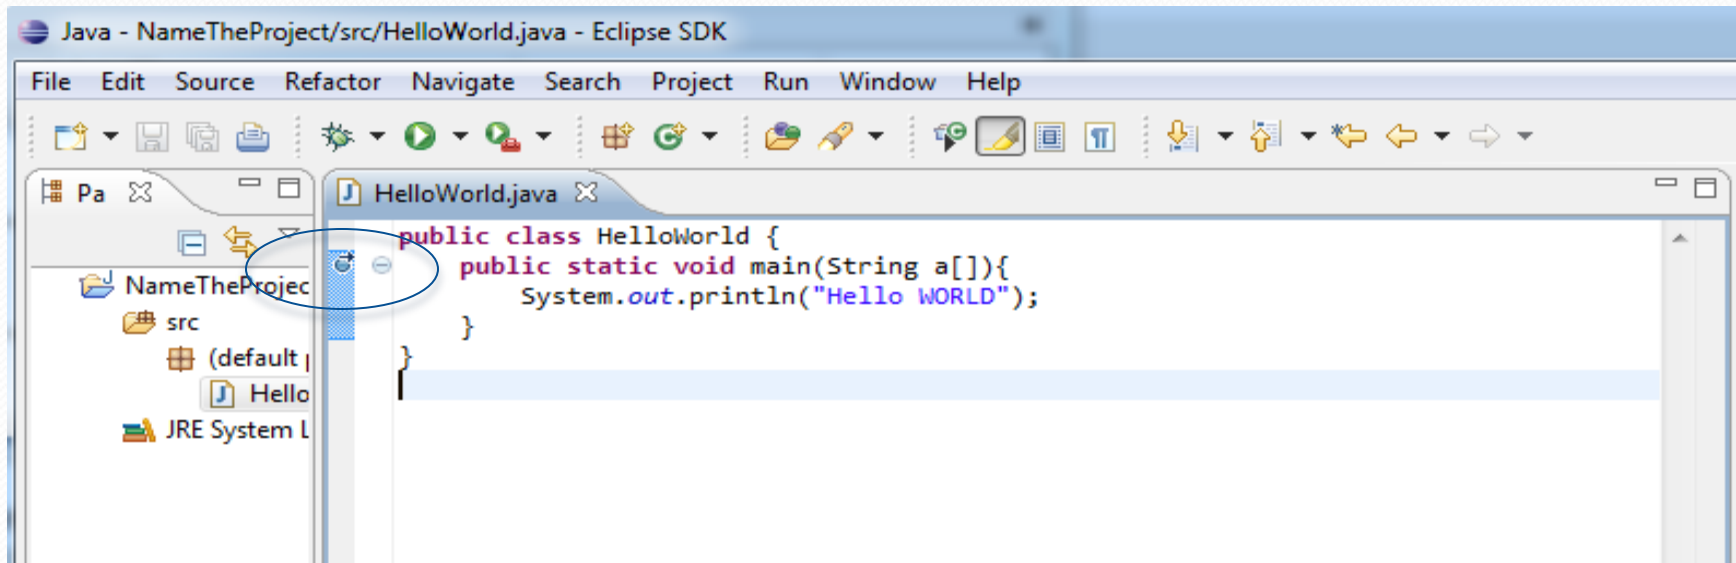 Java - NameTheProject/src/HelloWorld.java - Eclipse SDK
File Edit Source Refactor Navigate Search Project Run Window Help
Pa
HelloWorld.java
NameTheProjec
src
(default p
Hello
JRE System L
public class HelloWorld {
public static void main(String a[]){
System.out.println("Hello WORLD");
}
}